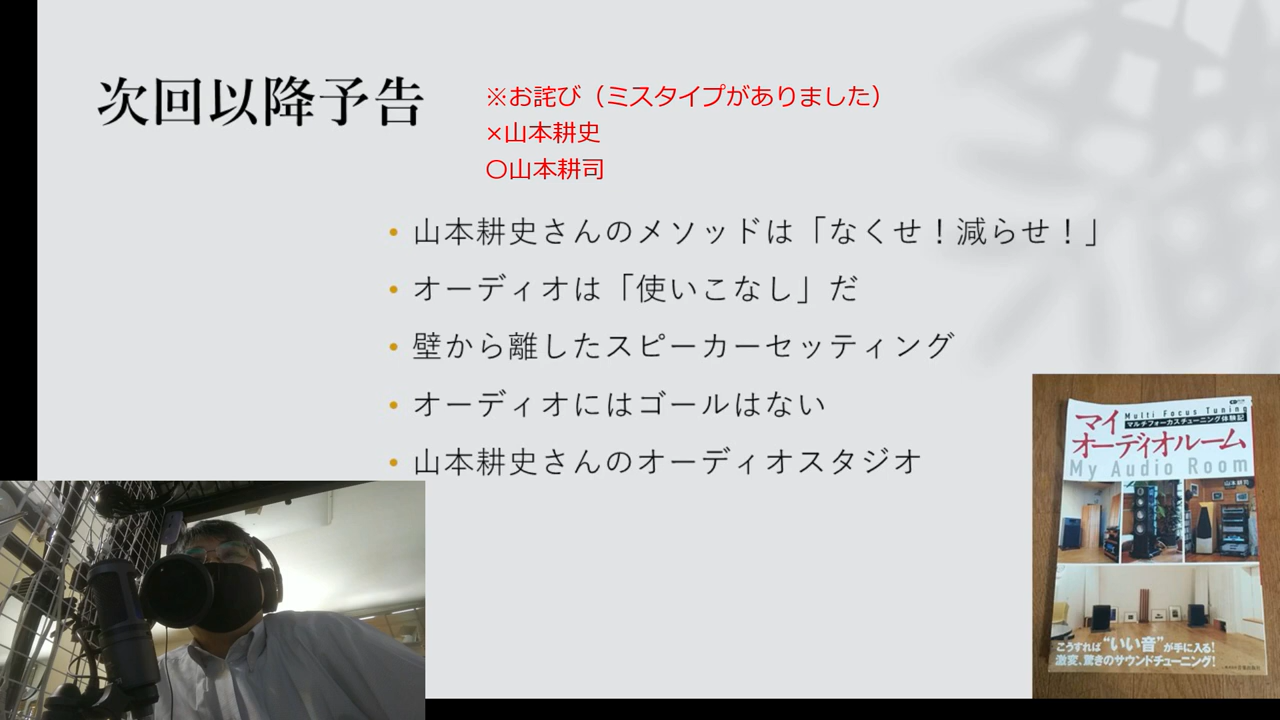 次回以降予告
※お詫び（ミスタイプがありました）
×山本耕史
〇山本耕司
• 山本耕史さんのメソッドは「なくせ！減らせ！」
• オーディオは「使いこなし」だ
• 壁から離したスピーカーセッティング
• オーディオにはゴールはない
• 山本耕史さんのオーディオスタジオ
Multi Focus Tuning
マルチフォーカスチューニング体験記
マイ
オーディオルーム
My Audio Room
山本耕司
こうすれば“いい音”が手に入る！
激変、驚きのサウンドチューニング！